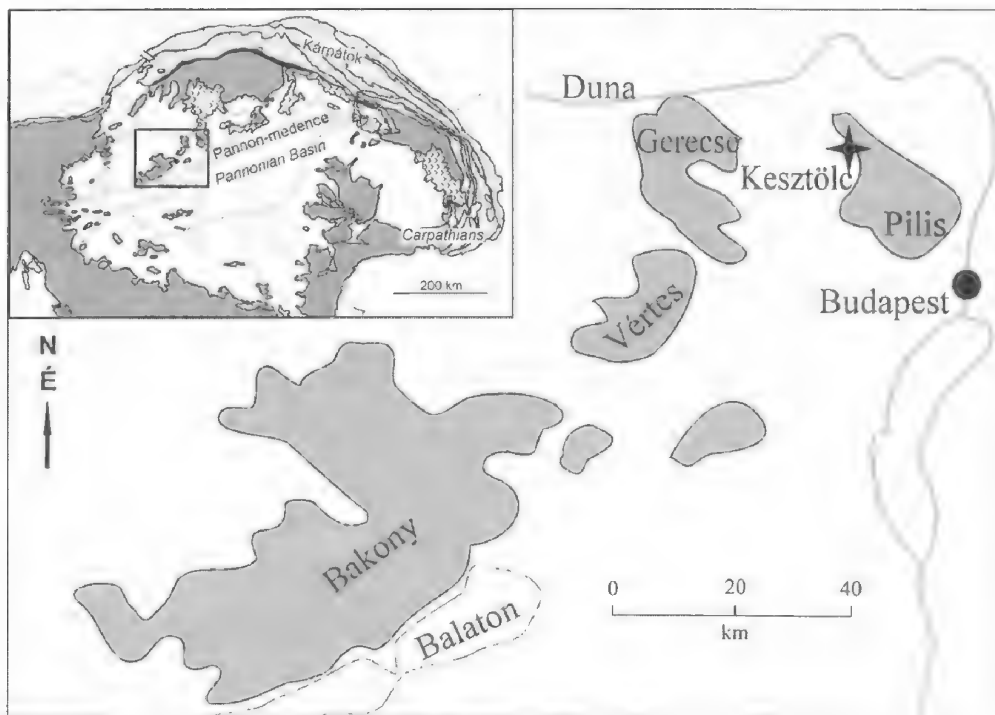 Kárpátok
Pannon-medence
Pannonian Basin
Carpathians
200 km
Duna
Gerecse
Kesztölc
Pilis
Budapest
Vértes
N
É
Bakony
Balaton
0 20 40
km